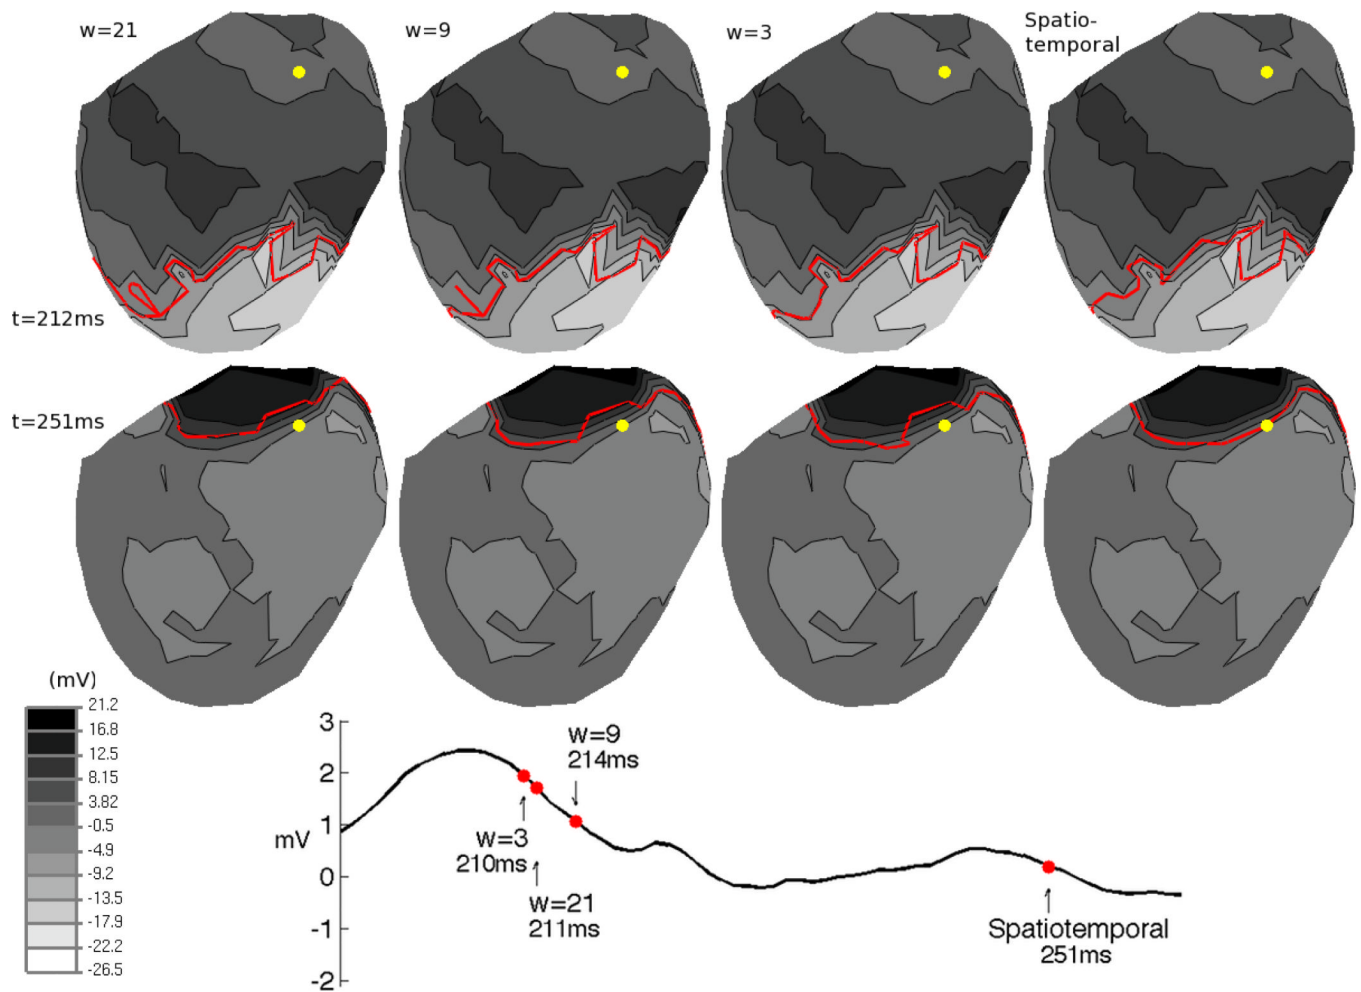 w=21
w=9
w=3
Spatio-
temporal
t=212ms
t=251ms
(mV)
21.2
16.8
12.5
8.15
3.82
-0.5
-4.9
-9.2
-13.5
-17.9
-22.2
-26.5
mV
3
2
1
0
-1
-2
w=9
214ms
w=3
210ms
w=21
211ms
Spatiotemporal
251ms